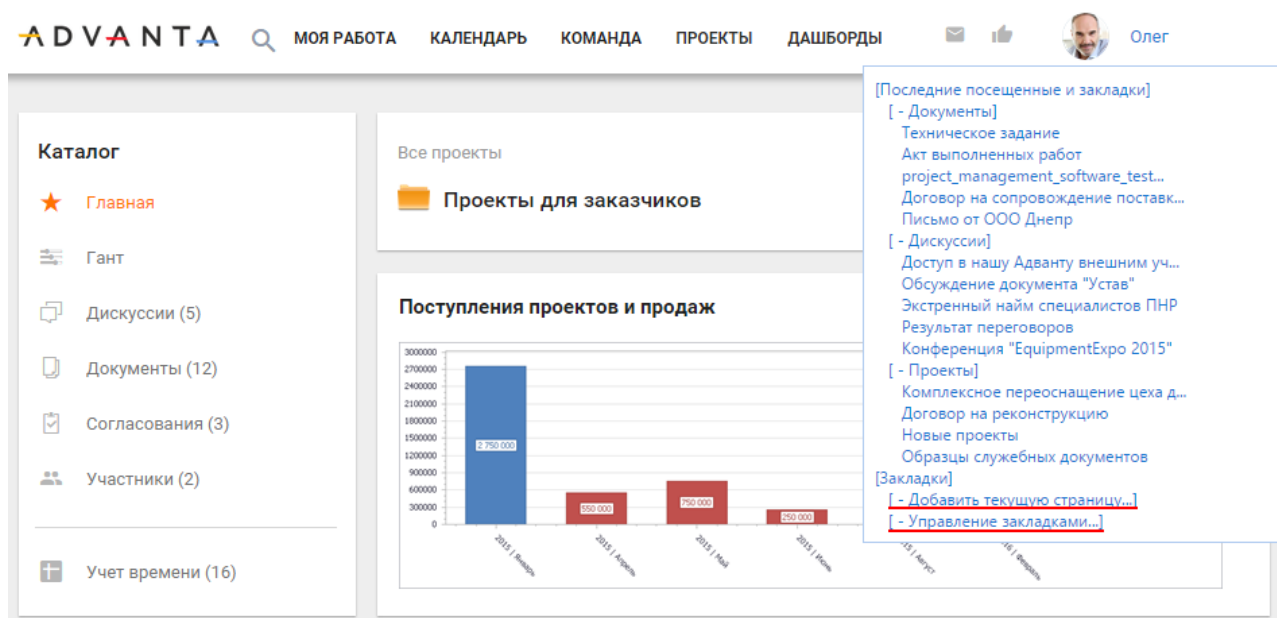 ADVANTA МОЯ РАБОТА КАЛЕНДАРЬ КОМАНДА ПРОЕКТЫ ДАШБОРДЫ Олег
Каталог
Главная
Гант
Дискуссии (5)
Документы (12)
Согласования (3)
Участники (2)
Учет времени (16)
Все проекты
Проекты для заказчиков
Поступления проектов и продаж
3000000
2700000
2400000
2100000
1800000
1500000
1200000
900000
600000
300000
0
2 750 000
550 000
750 000
250 000
2015 | Январь
2015 | Апрель
2015 | Май
2015 | Июнь
2015 | Август
2016 | Февраль
[Последние посещенные и закладки]
[ - Документы]
Техническое задание
Акт выполненных работ
project_management_software_test...
Договор на сопровождение поставк...
Письмо от ООО Днепр
[ - Дискуссии]
Доступ в нашу Адванту внешним уч...
Обсуждение документа "Устав"
Экстренный найм специалистов ПНР
Результат переговоров
Конференция "EquipmentExpo 2015"
[ - Проекты]
Комплексное переоснащение цеха д...
Договор на реконструкцию
Новые проекты
Образцы служебных документов
[Закладки]
[ - Добавить текущую страницу...]
[ - Управление закладками...]